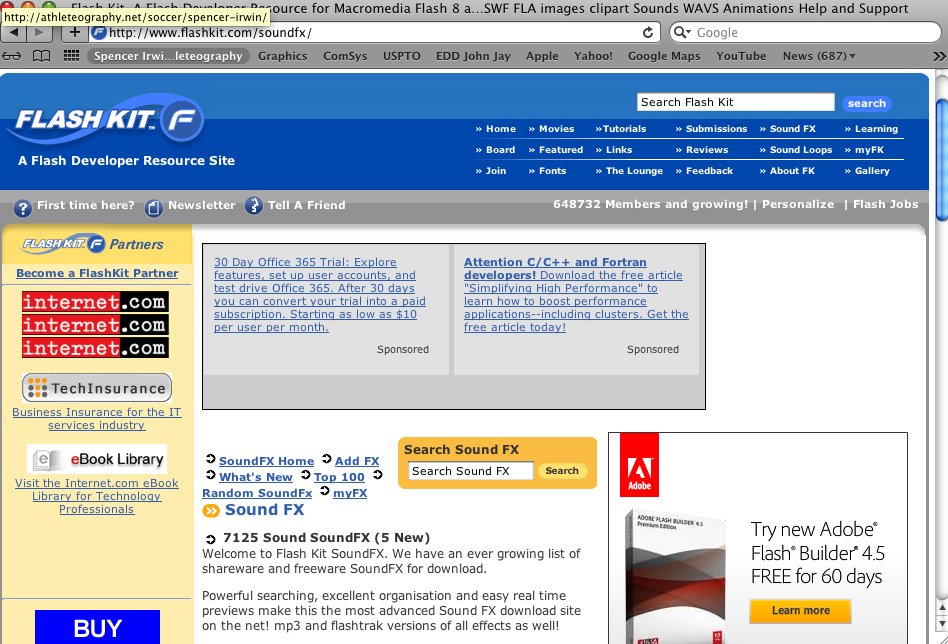 Flash Kit, A Flash Developer Resource for Macromedia Flash 8 a...SWF FLA images clipart Sounds WAVS Animations Help and Support
http://athleteography.net/soccer/spencer-irwin/
http://www.flashkit.com/soundfx/
Google
Spencer Irwi...leteography Graphics ComSys USPTO EDD John Jay Apple Yahoo! Google Maps YouTube News (687)
FLASH KIT F
A Flash Developer Resource Site
Search Flash Kit search
» Home » Movies »Tutorials » Submissions » Sound FX » Learning
» Board » Featured » Links » Reviews » Sound Loops » myFK
» Join » Fonts » The Lounge » Feedback » About FK » Gallery
? First time here? Newsletter Tell A Friend
648732 Members and growing! | Personalize | Flash Jobs
FLASH KIT F Partners
Become a FlashKit Partner
internet.com
internet.com
internet.com
TechInsurance
Business Insurance for the IT
services industry
eBook Library
Visit the Internet.com eBook
Library for Technology
Professionals
BUY
30 Day Office 365 Trial: Explore
features, set up user accounts, and
test drive Office 365. After 30 days
you can convert your trial into a paid
subscription. Starting as low as $10
per user per month.
Sponsored
Attention C/C++ and Fortran
developers! Download the free article
"Simplifying High Performance" to
learn how to boost performance
applications--including clusters. Get the
free article today!
Sponsored
SoundFX Home Add FX
What's New Top 100
Random SoundFx myFX
Search Sound FX
Search Sound FX Search
Sound FX
7125 Sound SoundFX (5 New)
Welcome to Flash Kit SoundFX. We have an ever growing list of
shareware and freeware SoundFX for download.
Powerful searching, excellent organisation and easy real time
previews make this the most advanced Sound FX download site
on the net! mp3 and flashtrak versions of all effects as well!
Adobe
ADOBE FLASH BUILDER 4.5
Premium Edition
Try new Adobe®
Flash® Builder® 4.5
FREE for 60 days
Learn more